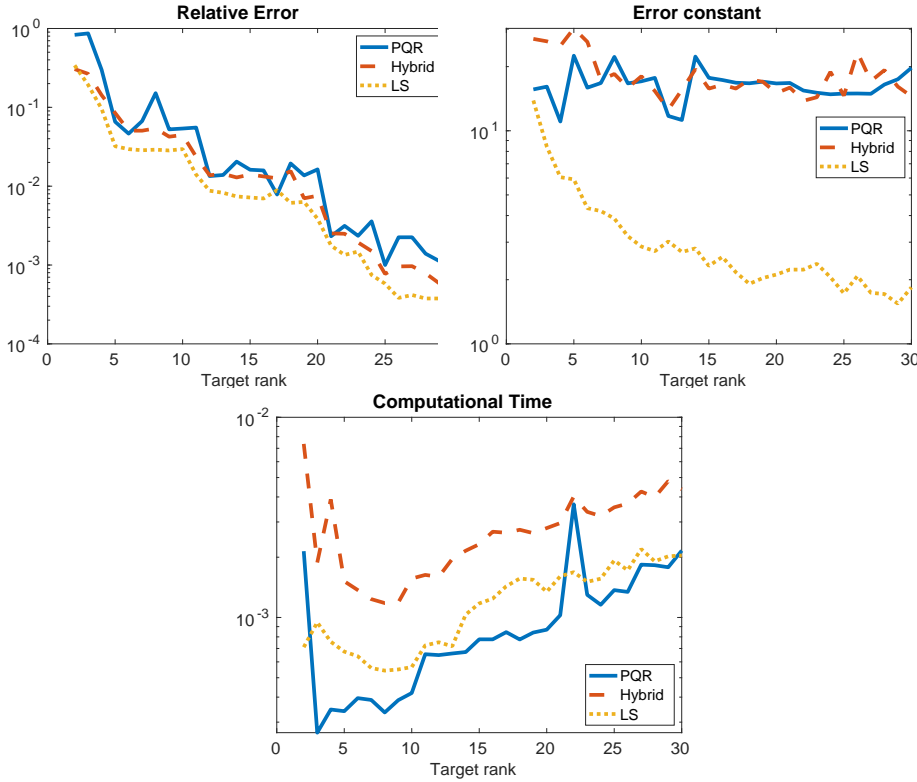 Relative Error
10^0
10^-1
10^-2
10^-3
10^-4
0 5 10 15 20 25
Target rank
PQR
Hybrid
LS
Error constant
10^1
10^0
0 5 10 15 20 25 30
Target rank
PQR
Hybrid
LS
Computational Time
10^-2
10^-3
0 5 10 15 20 25 30
Target rank
PQR
Hybrid
LS